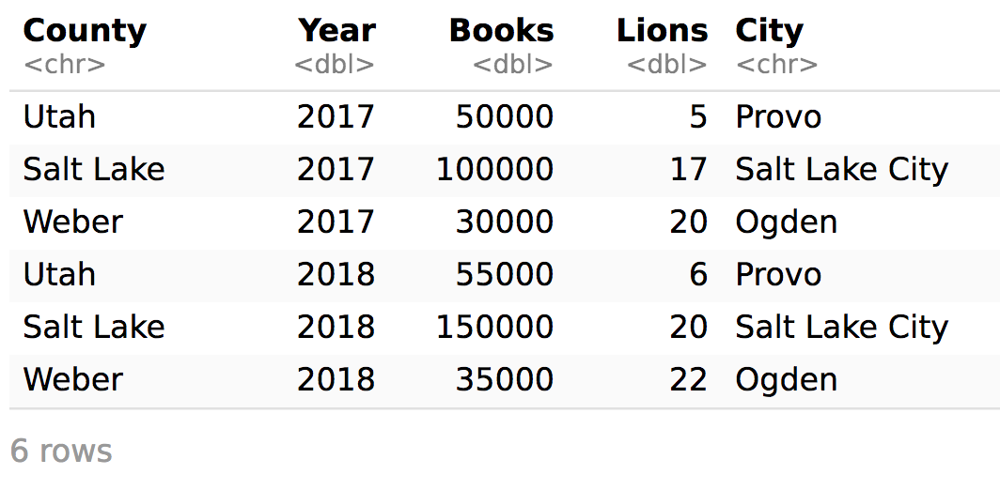 County Year Books Lions City
<chr> <dbl> <dbl> <dbl> <chr>
Utah 2017 50000 5 Provo
Salt Lake 2017 100000 17 Salt Lake City
Weber 2017 30000 20 Ogden
Utah 2018 55000 6 Provo
Salt Lake 2018 150000 20 Salt Lake City
Weber 2018 35000 22 Ogden
6 rows